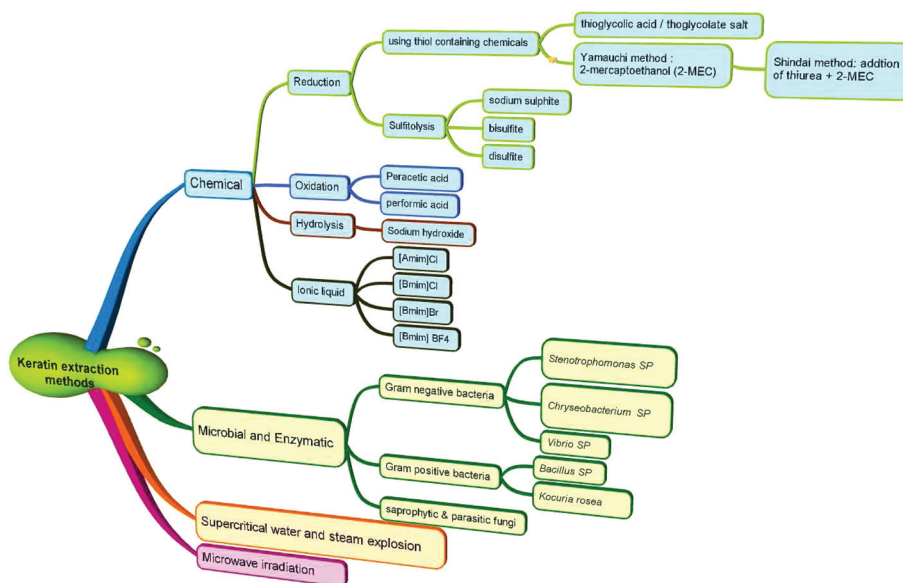 thioglycolic acid / thoglycolate salt
using thiol containing chemicals
Yamauchi method :
2-mercaptoethanol (2-MEC)
Shindai method: addtion
of thiurea + 2-MEC
Reduction
sodium sulphite
Sulfitolysis
bisulfite
disulfite
Chemical
Oxidation
Peracetic acid
performic acid
Hydrolysis
Sodium hydroxide
Ionic liquid
[Amim]Cl
[Bmim]Cl
[Bmim]Br
[Bmim] BF4
Keratin extraction
methods
Microbial and Enzymatic
Gram negative bacteria
Stenotrophomonas SP
Chryseobacterium SP
Vibrio SP
Gram positive bacteria
Bacillus SP
Kocuria rosea
saprophytic & parasitic fungi
Supercritical water and steam explosion
Microwave irradiation